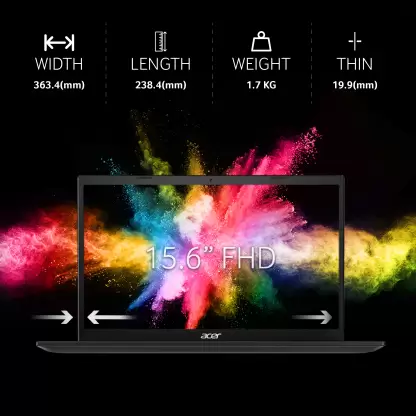 WIDTH
363.4(mm)
LENGTH
238.4(mm)
WEIGHT
1.7 KG
THIN
19.9(mm)
15.6” FHD
acer